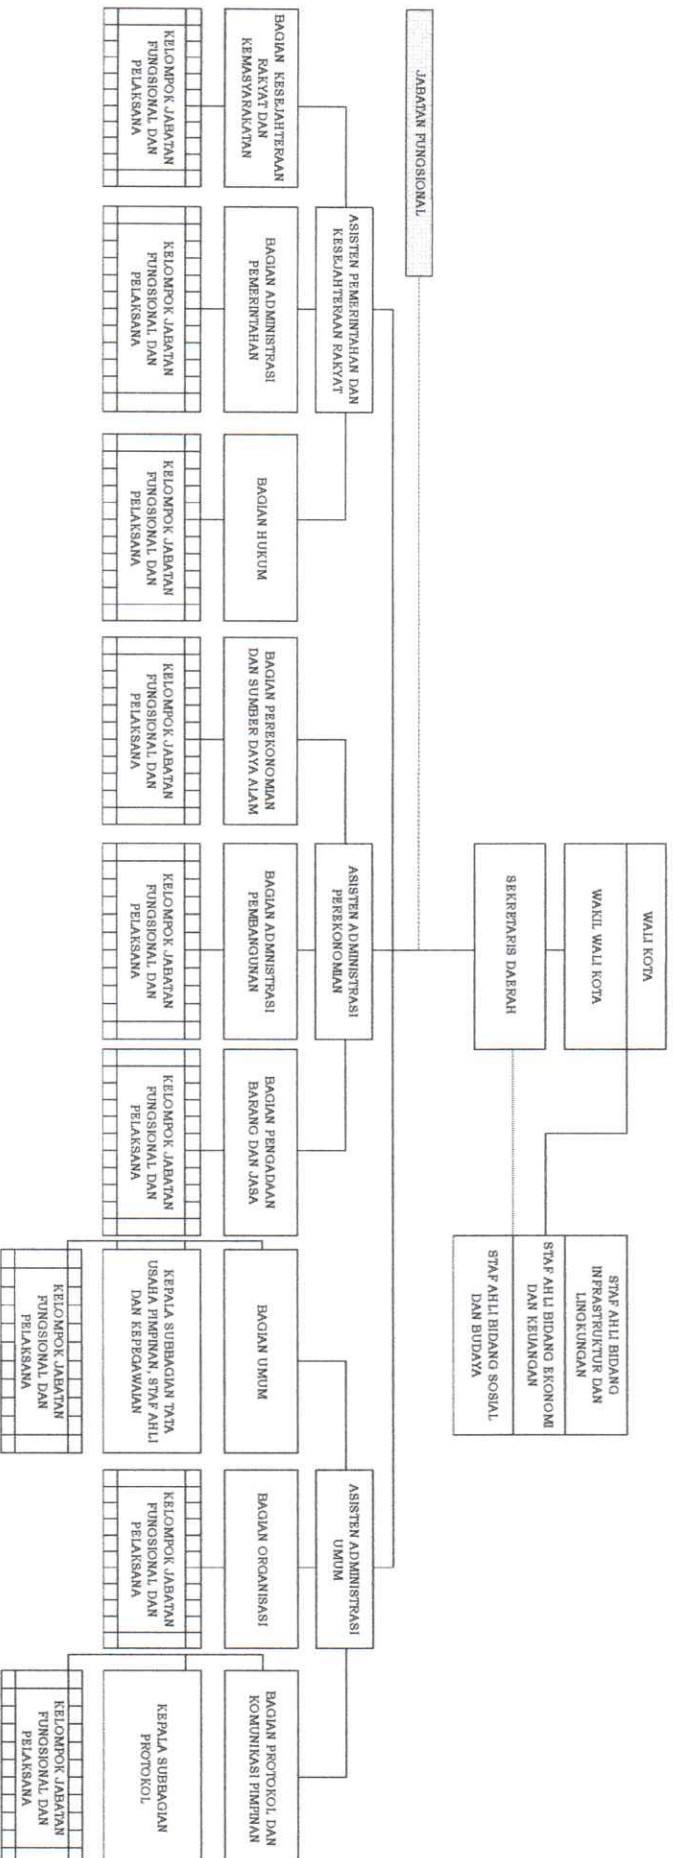 WALI KOTA
WAKIL WALI KOTA
SEKRETARIS DAERAH
STAF AHLI BIDANG
INFRASTRUKTUR DAN
LINGKUNGAN
STAF AHLI BIDANG EKONOMI
DAN KEUANGAN
STAF AHLI BIDANG SOSIAL
DAN BUDAYA
JABATAN FUNGSIONAL
ASISTEN PEMERINTAHAN DAN
KESEJAHTERAAN RAKYAT
ASISTEN ADMINISTRASI
PEREKONOMIAN
ASISTEN ADMINISTRASI
UMUM
BAGIAN KESEJAHTERAAN
RAKYAT DAN
KEMASYARAKATAN
BAGIAN ADMINISTRASI
PEMERINTAHAN
BAGIAN HUKUM
BAGIAN PEREKONOMIAN
DAN SUMBER DAYA ALAM
BAGIAN ADMNISTRASI
PEMBANGUNAN
BAGIAN PENGADAAN
BARANG DAN JASA
BAGIAN UMUM
BAGIAN ORGANISASI
BAGIAN PROTOKOL DAN
KOMUNIKASI PIMPINAN
KELOMPOK JABATAN
FUNGSIONAL DAN
PELAKSANA
KELOMPOK JABATAN
FUNGSIONAL DAN
PELAKSANA
KELOMPOK JABATAN
FUNGSIONAL DAN
PELAKSANA
KELOMPOK JABATAN
FUNGSIONAL DAN
PELAKSANA
KELOMPOK JABATAN
FUNGSIONAL DAN
PELAKSANA
KELOMPOK JABATAN
FUNGSIONAL DAN
PELAKSANA
KEPALA SUBBAGIAN TATA
USAHA PIMPINAN, STAF AHLI
DAN KEPEGAWAIAN
KELOMPOK JABATAN
FUNGSIONAL DAN
PELAKSANA
KEPALA SUBBAGIAN
PROTOKOL
KELOMPOK JABATAN
FUNGSIONAL DAN
PELAKSANA
KELOMPOK JABATAN
FUNGSIONAL DAN
PELAKSANA